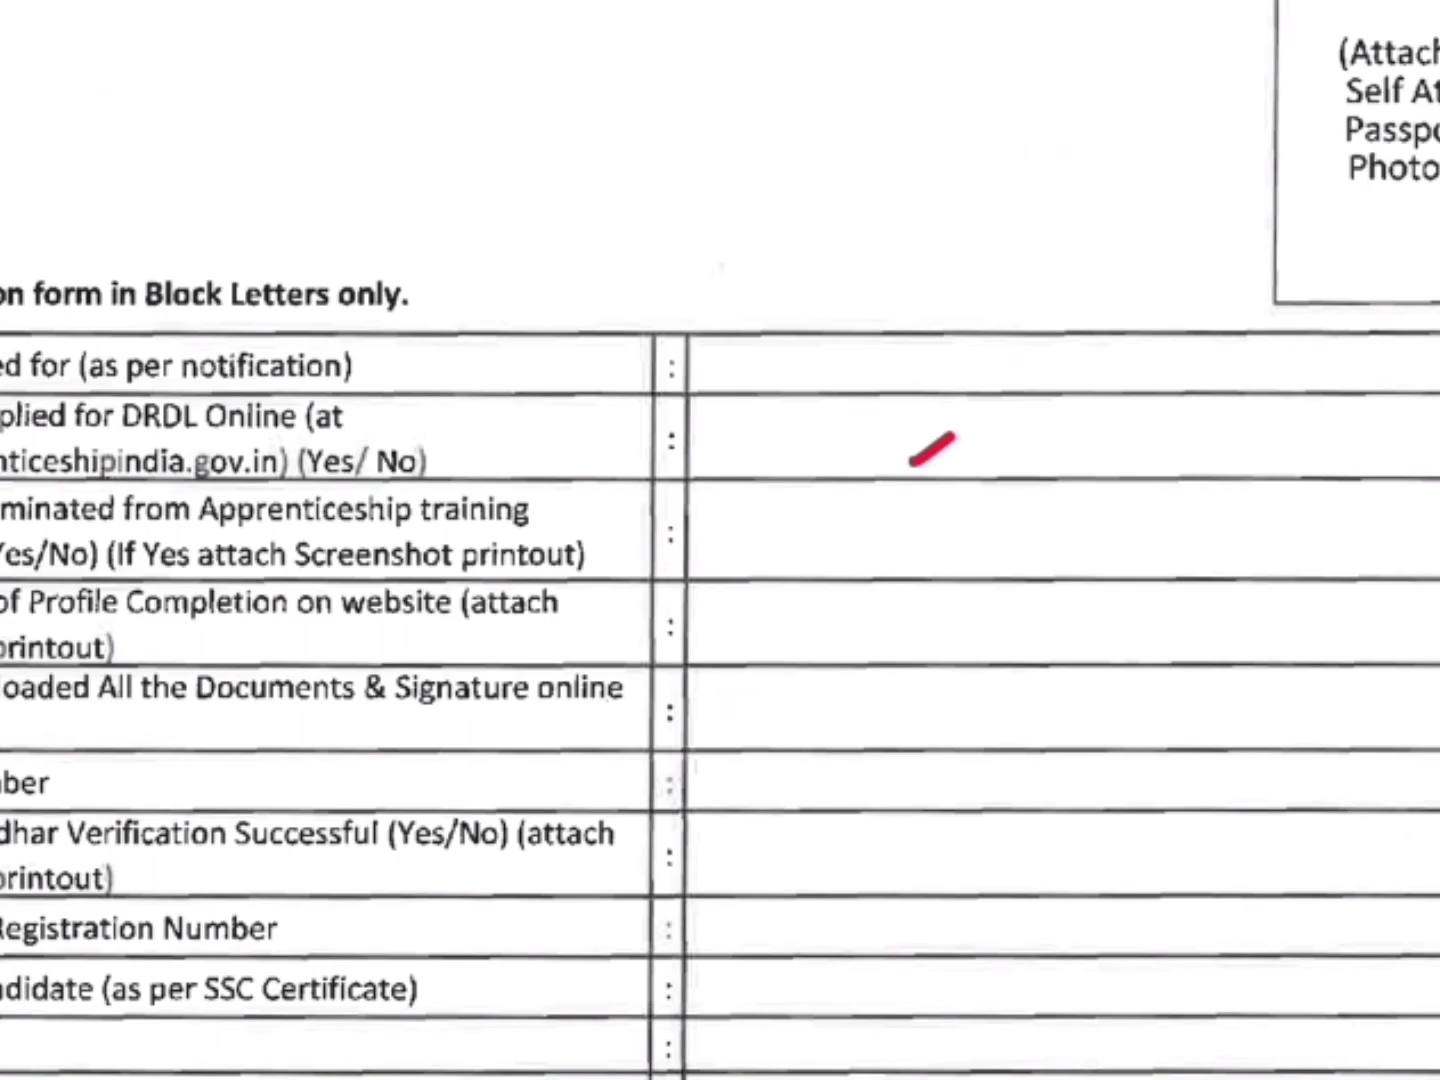 (Attach
Self At
Passpo
Photo
on form in Block Letters only.
ed for (as per notification) :
plied for DRDL Online (at
nticeshipindia.gov.in) (Yes/ No) :
minated from Apprenticeship training
Yes/No) (If Yes attach Screenshot printout) :
of Profile Completion on website (attach
printout) :
loaded All the Documents & Signature online :
nber :
dhar Verification Successful (Yes/No) (attach
printout) :
Registration Number :
ndidate (as per SSC Certificate) :
: